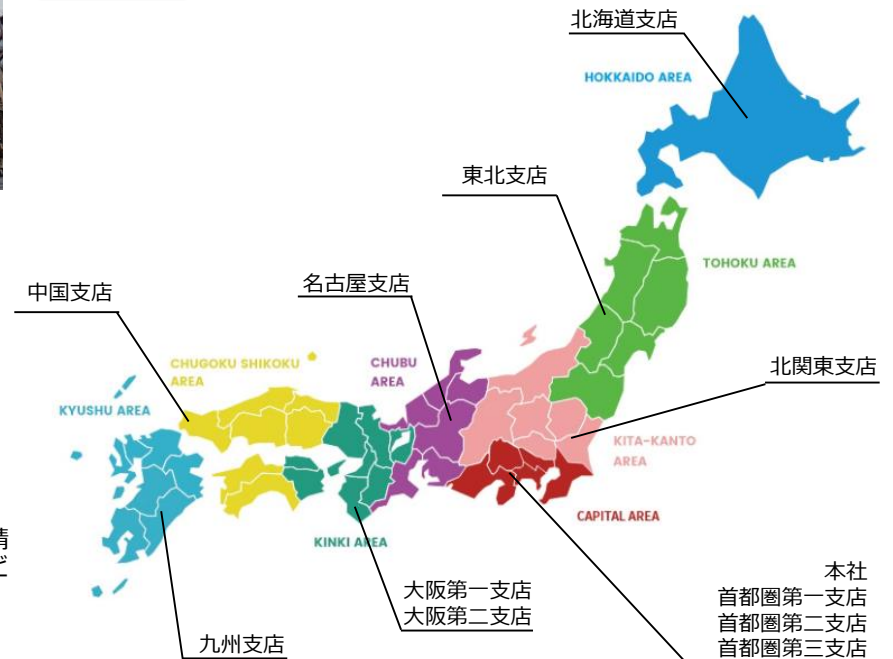 北海道支店
HOKKAIDO AREA
東北支店
TOHOKU AREA
名古屋支店
中国支店
CHUGOKU SHIKOKU
AREA
CHUBU
AREA
北関東支店
KYUSHU AREA
KITA-KANTO
AREA
CAPITAL AREA
KINKI AREA
大阪第一支店
大阪第二支店
本社
首都圏第一支店
首都圏第二支店
首都圏第三支店
九州支店